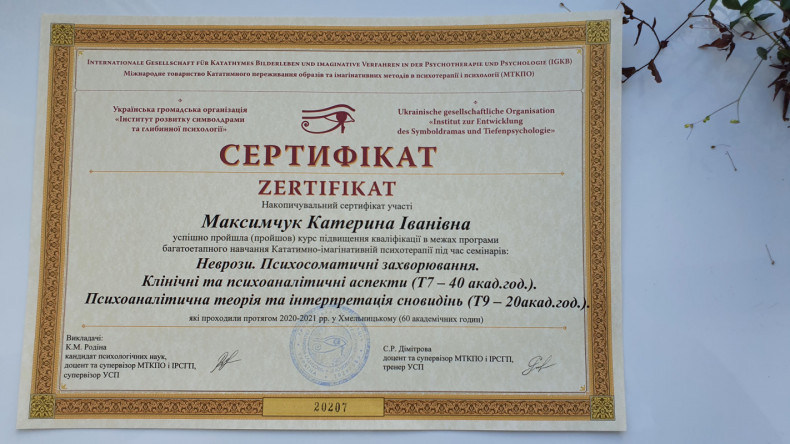 Internationale Gesellschaft für Katathymes Bilderleben und imaginative Verfahren in der Psychotherapie und Psychologie (IGKB)
Міжнародне товариство Кататимного переживання образів та імагінативних методів в психотерапії і психології (МТКПО)
Українська громадська організація
«Інститут розвитку символдрами
та глибинної психології»
Ukrainische gesellschaftliche Organisation
«Institut zur Entwicklung
des Symboldramas und Tiefenpsychologie»
СЕРТИФІКАТ
ZERTIFIKAT
Накопичувальний сертифікат участі
Максимчук Катерина Іванівна
успішно пройшла (пройшов) курс підвищення кваліфікації в межах програми
багатоетапного навчання Кататимно-імагінативній психотерапії під час семінарів:
Неврози. Психосоматичні захворювання.
Клінічні та психоаналітичні аспекти (Т7 – 40 акад.год.).
Психоаналітична теорія та інтерпретація сновидінь (Т9 – 20акад.год.).
які проходили протягом 2020-2021 рр. у Хмельницькому (60 академічних годин)
Викладачі:
К.М. Родіна
кандидат психологічних наук,
доцент та супервізор МТКПО і ІРСГП,
супервізор УСП
С.Р. Дімітрова
доцент та супервізор МТКПО і ІРСГП,
тренер УСП
20207